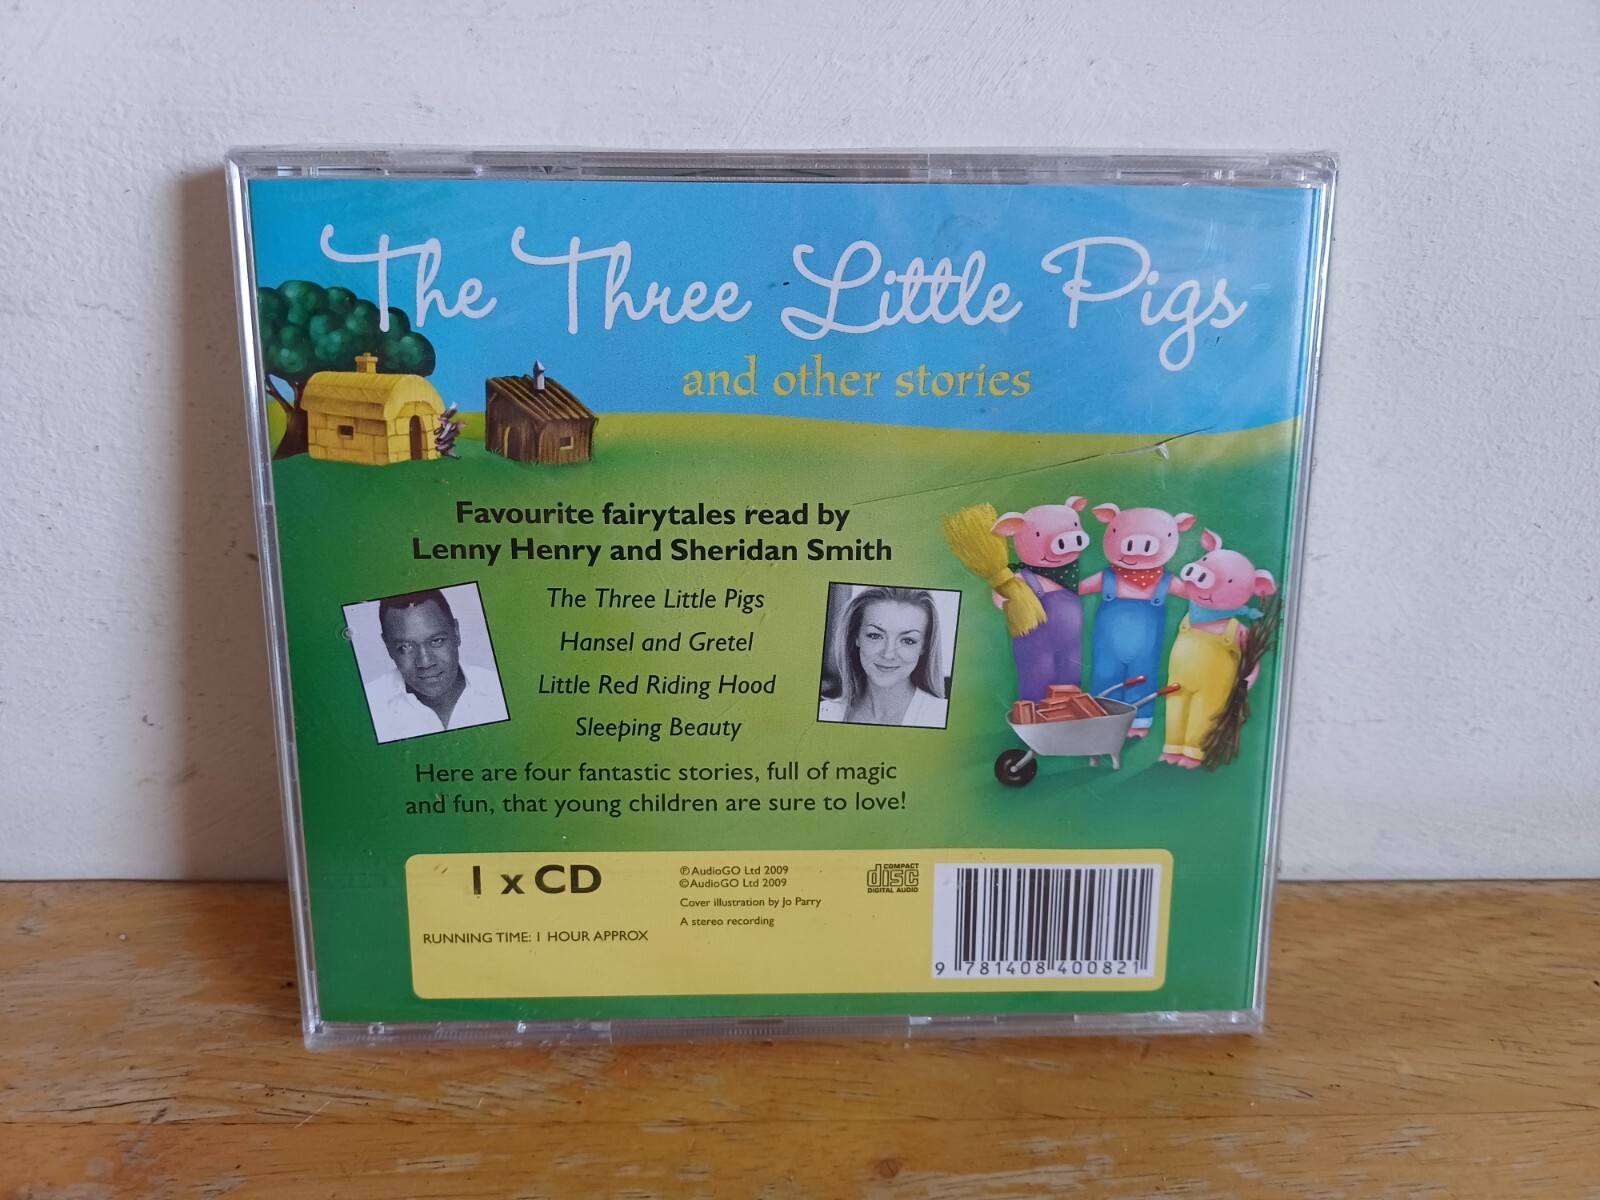 The Three Little Pigs
and other stories
Favourite fairytales read by
Lenny Henry and Sheridan Smith
The Three Little Pigs
Hansel and Gretel
Little Red Riding Hood
Sleeping Beauty
Here are four fantastic stories, full of magic
and fun, that young children are sure to love!
1 x CD
RUNNING TIME: 1 HOUR APPROX
℗ AudioGO Ltd 2009
© AudioGO Ltd 2009
Cover illustration by Jo Parry
A stereo recording
COMPACT
disc
DIGITAL AUDIO
9 781408 400821